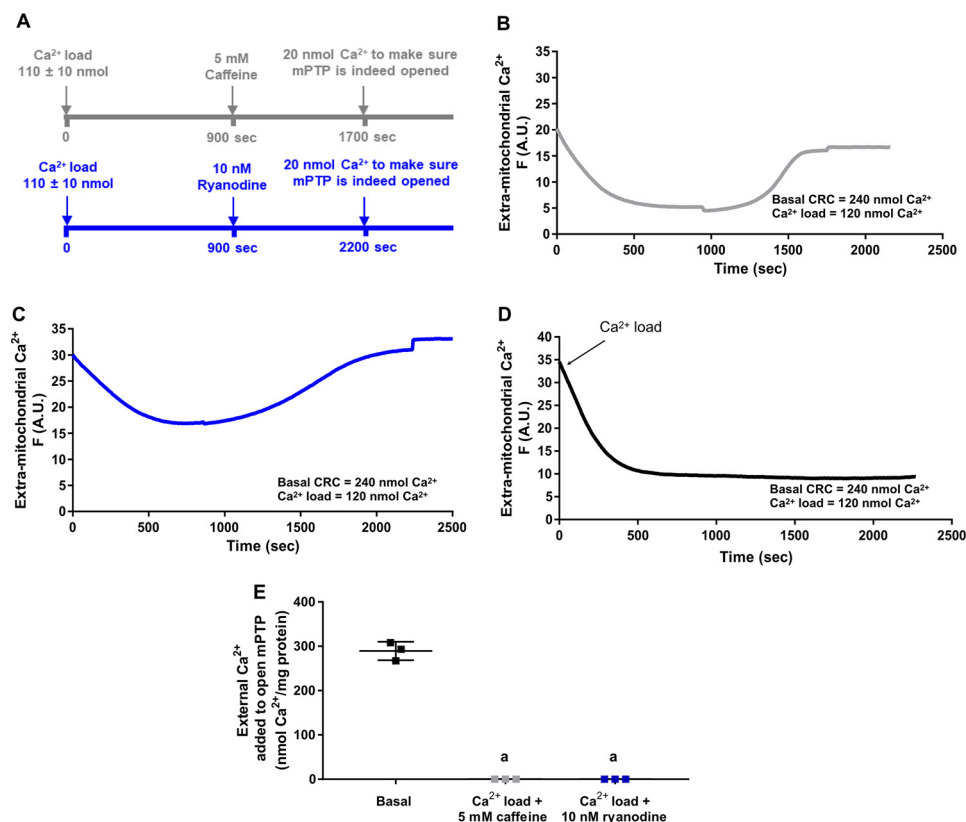 A
Ca²⁺ load
110 ± 10 nmol
5 mM
Caffeine
20 nmol Ca²⁺ to make sure
mPTP is indeed opened
0
900 sec
1700 sec
Ca²⁺ load
110 ± 10 nmol
10 nM
Ryanodine
20 nmol Ca²⁺ to make sure
mPTP is indeed opened
0
900 sec
2200 sec
B
Extra-mitochondrial Ca²⁺
F (A.U.)
35
30
25
20
15
10
5
0
Basal CRC = 240 nmol Ca²⁺
Ca²⁺ load = 120 nmol Ca²⁺
0
500
1000
1500
2000
2500
Time (sec)
C
Extra-mitochondrial Ca²⁺
F (A.U.)
35
30
25
20
15
10
5
0
Basal CRC = 240 nmol Ca²⁺
Ca²⁺ load = 120 nmol Ca²⁺
0
500
1000
1500
2000
2500
Time (sec)
D
Ca²⁺ load
Extra-mitochondrial Ca²⁺
F (A.U.)
40
35
30
25
20
15
10
5
0
Basal CRC = 240 nmol Ca²⁺
Ca²⁺ load = 120 nmol Ca²⁺
0
500
1000
1500
2000
2500
Time (sec)
E
External Ca²⁺
added to open mPTP
(nmol Ca²⁺/mg protein)
400
300
200
100
0
a
a
Basal
Ca²⁺ load +
5 mM caffeine
Ca²⁺ load +
10 nM ryanodine